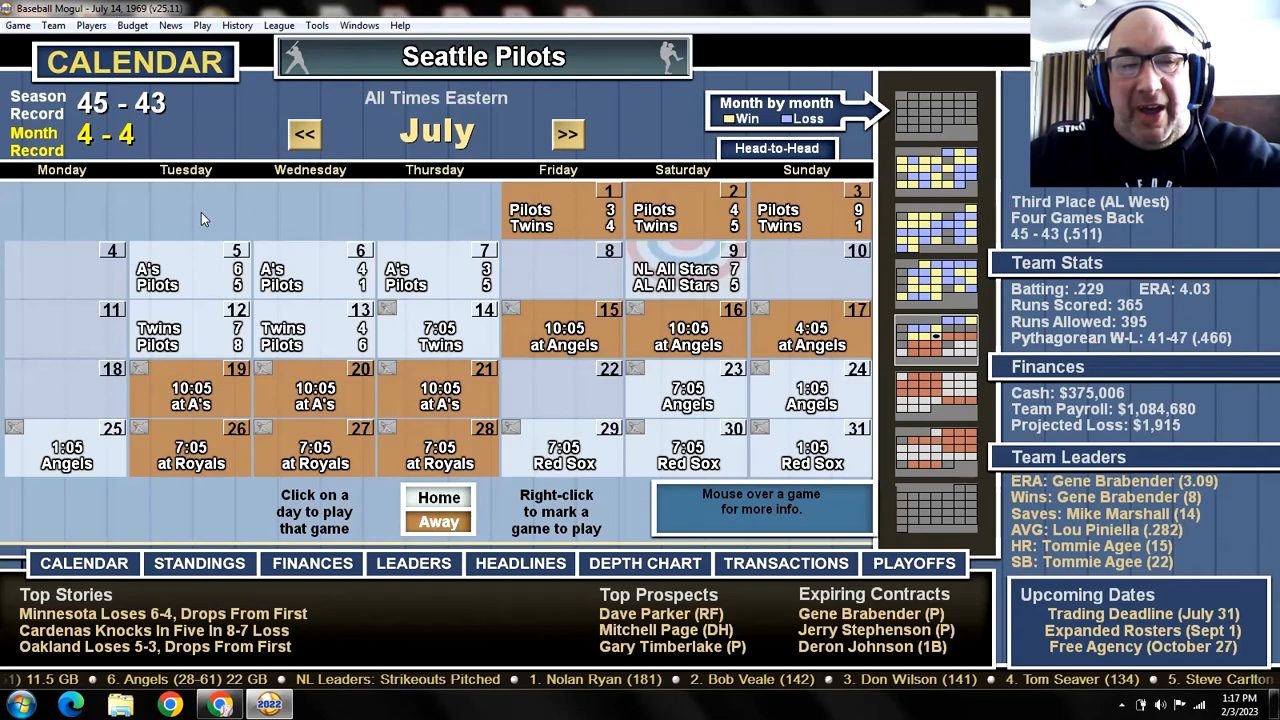 Baseball Mogul - July 14, 1969 (v25.11)
Game Team Players Budget News Play History League Tools Windows Help
CALENDAR
Seattle Pilots
Season Record 45 - 43
Month Record 4 - 4
All Times Eastern
<< July >>
Month by month
Win Loss
Head-to-Head
Monday Tuesday Wednesday Thursday Friday Saturday Sunday
1 2 3
Pilots 3 Pilots 4 Pilots 9
Twins 4 Twins 5 Twins 1
4 5 6 7 8 9 10
A's 6 A's 4 A's 3 NL All Stars 7
Pilots 5 Pilots 1 Pilots 5 AL All Stars 5
11 12 13 14 15 16 17
Twins 7 Twins 4 7:05 10:05 10:05 4:05
Pilots 8 Pilots 6 Twins at Angels at Angels at Angels
18 19 20 21 22 23 24
10:05 10:05 10:05 7:05 1:05
at A's at A's at A's Angels Angels
25 26 27 28 29 30 31
1:05 7:05 7:05 7:05 7:05 7:05 1:05
Angels at Royals at Royals at Royals Red Sox Red Sox Red Sox
Click on a
day to play
that game
Home
Away
Right-click
to mark a
game to play
Mouse over a game
for more info.
Third Place (AL West)
Four Games Back
45 - 43 (.511)
Team Stats
Batting: .229 ERA: 4.03
Runs Scored: 365
Runs Allowed: 395
Pythagorean W-L: 41-47 (.466)
Finances
Cash: $375,006
Team Payroll: $1,084,680
Projected Loss: $1,915
Team Leaders
ERA: Gene Brabender (3.09)
Wins: Gene Brabender (8)
Saves: Mike Marshall (14)
AVG: Lou Piniella (.282)
HR: Tommie Agee (15)
SB: Tommie Agee (22)
CALENDAR STANDINGS FINANCES LEADERS HEADLINES DEPTH CHART TRANSACTIONS PLAYOFFS
Top Stories
Minnesota Loses 6-4, Drops From First
Cardenas Knocks In Five In 8-7 Loss
Oakland Loses 5-3, Drops From First
Top Prospects
Dave Parker (RF)
Mitchell Page (DH)
Gary Timberlake (P)
Expiring Contracts
Gene Brabender (P)
Jerry Stephenson (P)
Deron Johnson (1B)
Upcoming Dates
Trading Deadline (July 31)
Expanded Rosters (Sept 1)
Free Agency (October 27)
51) 11.5 GB • 6. Angels (28-61) 22 GB • NL Leaders: Strikeouts Pitched • 1. Nolan Ryan (181) • 2. Bob Veale (142) • 3. Don Wilson (141) • 4. Tom Seaver (134) • 5. Steve Carlton
2022
1:17 PM
2/3/2023